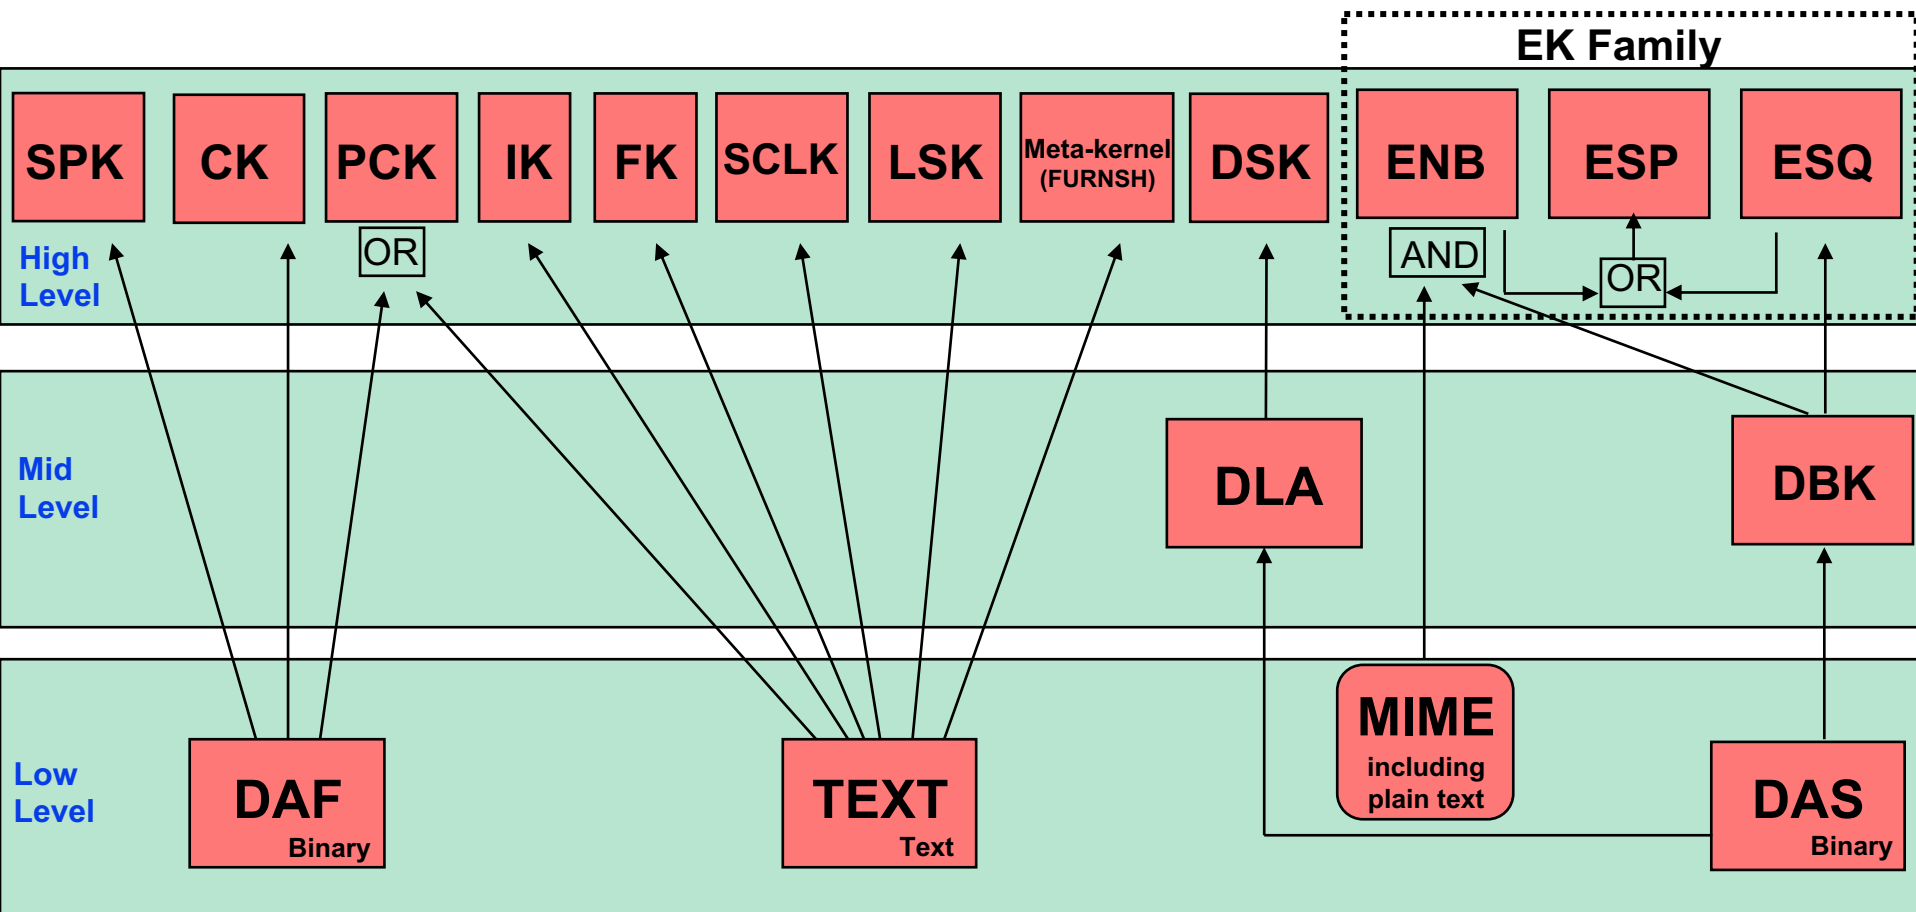 EK Family
SPK
CK
PCK
IK
FK
SCLK
LSK
Meta-kernel
(FURNSH)
DSK
ENB
ESP
ESQ
OR
AND
OR
High
Level
Mid
Level
DLA
DBK
Low
Level
DAF
Binary
TEXT
Text
MIME
including
plain text
DAS
Binary